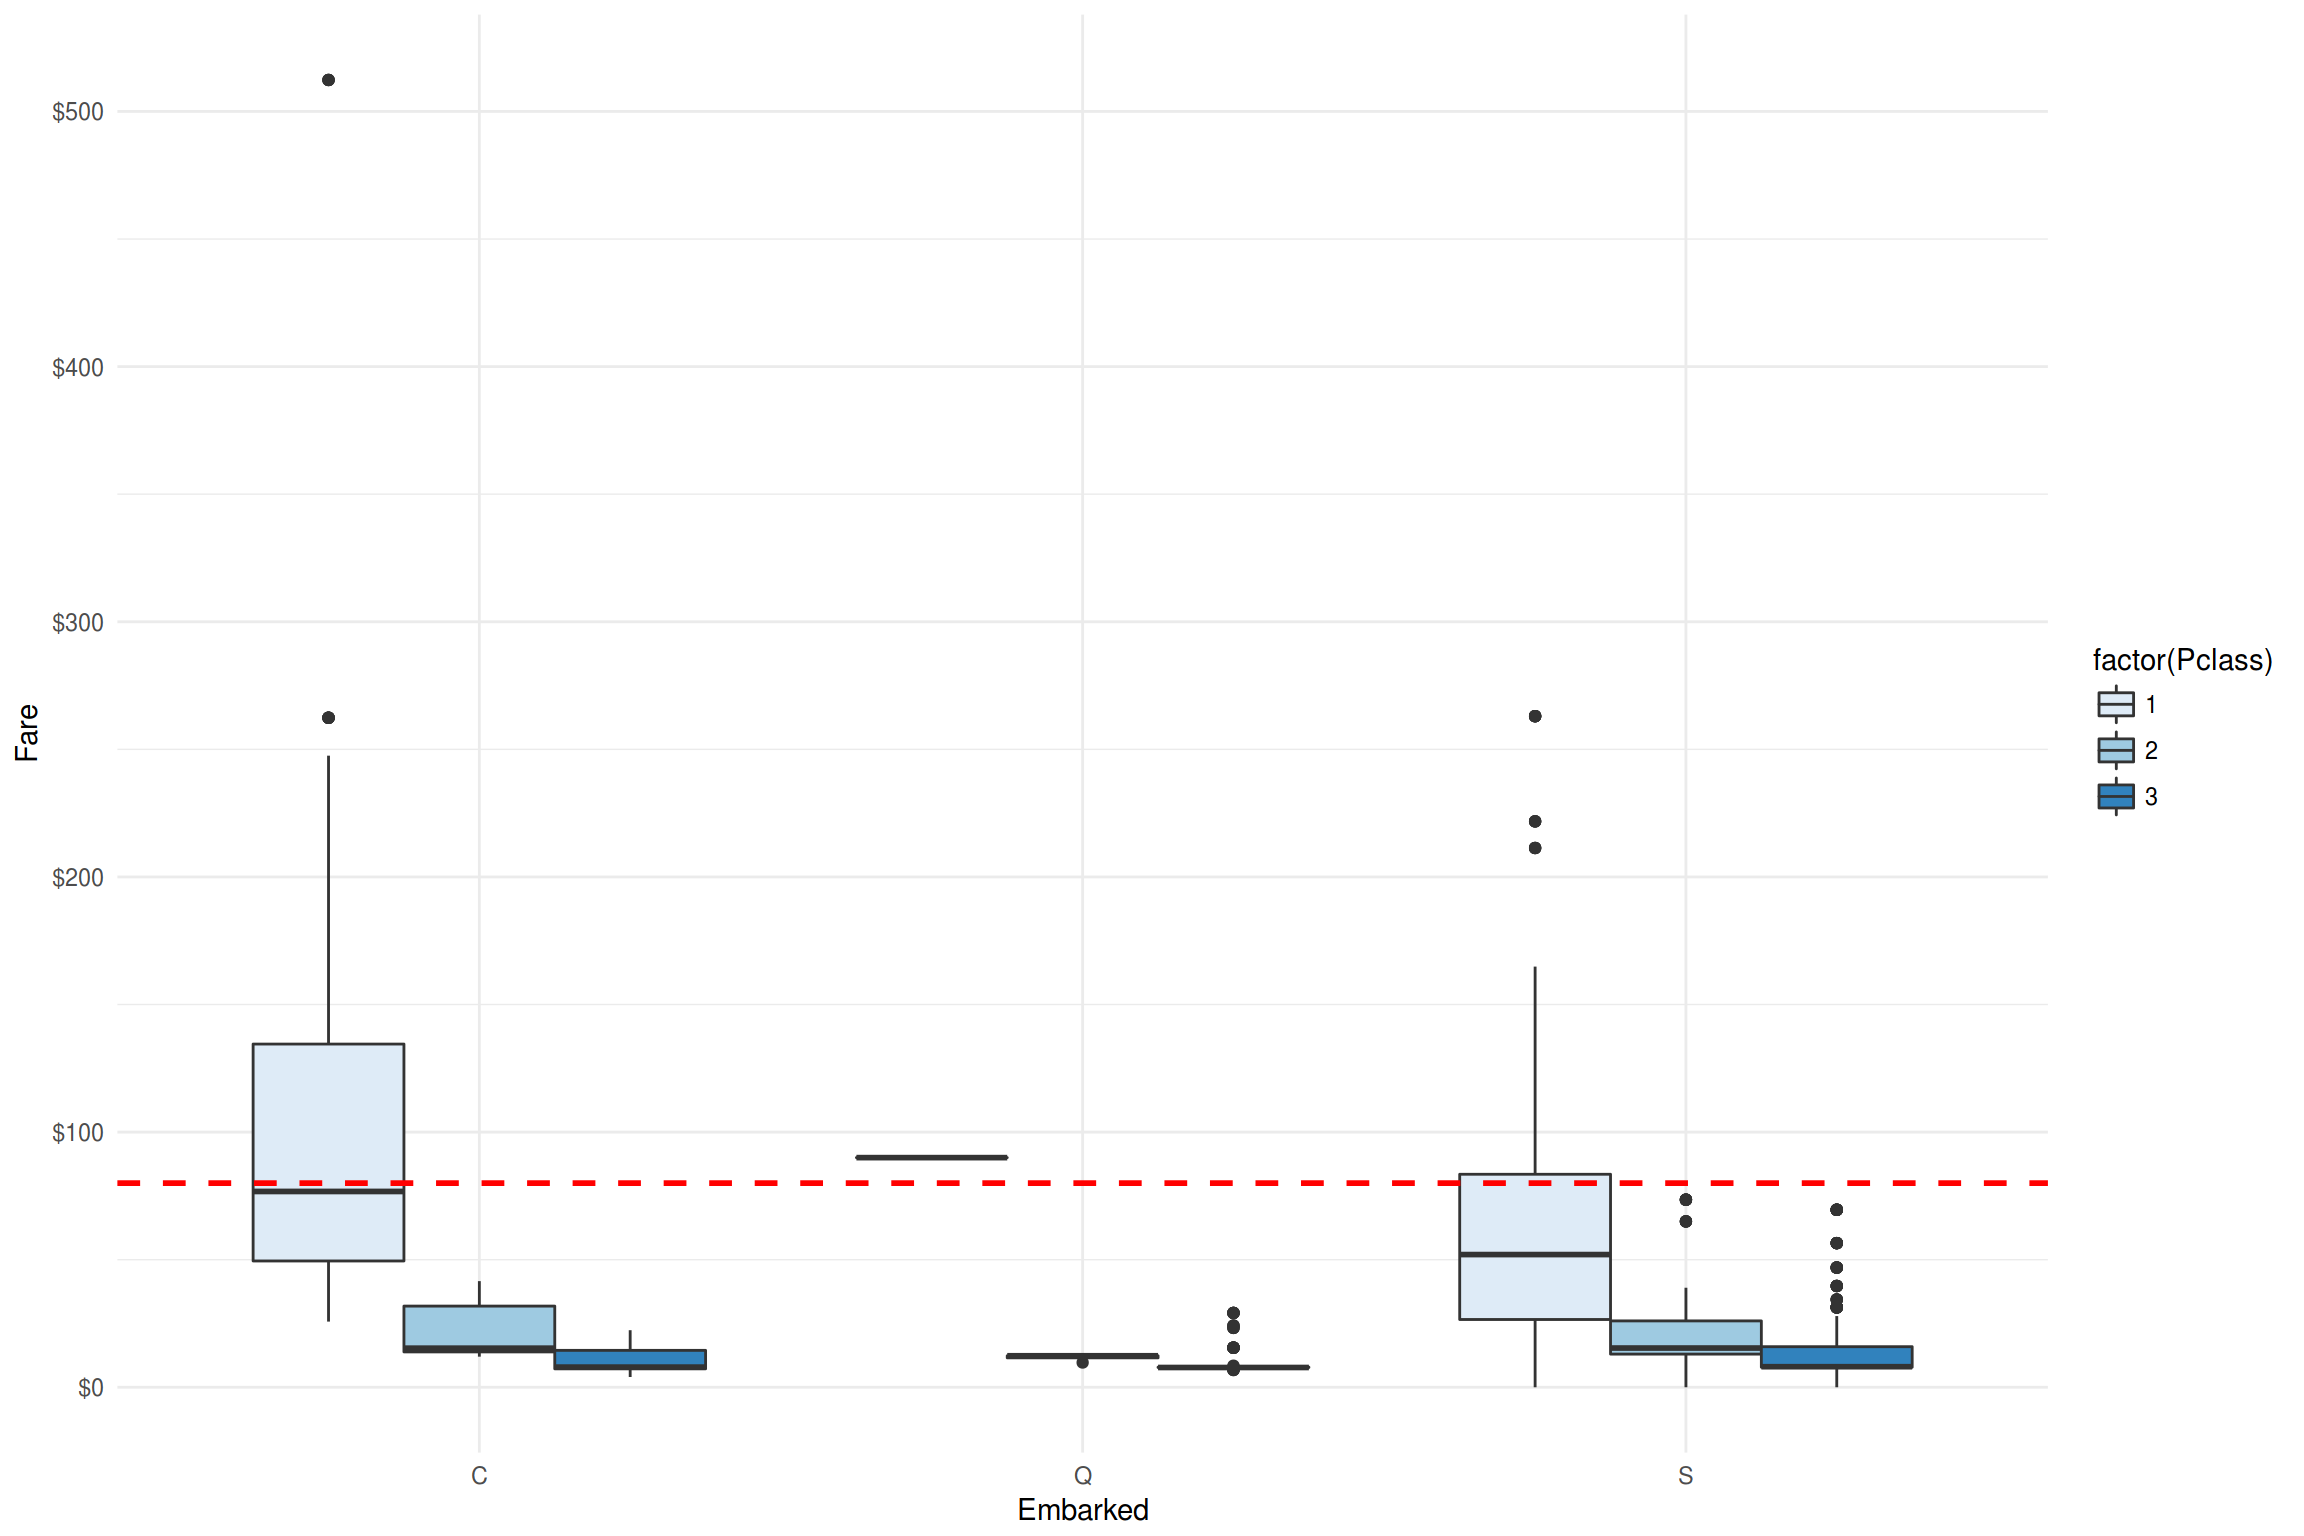 $500
$400
$300
$200
$100
$0
Fare
C
Q
S
Embarked
factor(Pclass)
1
2
3